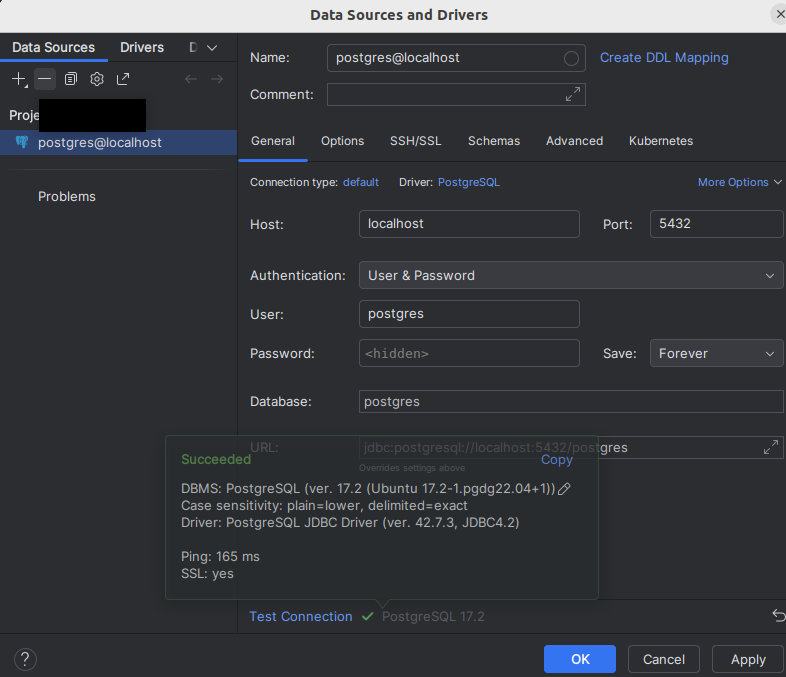 Data Sources and Drivers
Data Sources Drivers D
Proje
postgres@localhost
Problems
Name: postgres@localhost Create DDL Mapping
Comment:
General Options SSH/SSL Schemas Advanced Kubernetes
Connection type: default Driver: PostgreSQL More Options
Host: localhost Port: 5432
Authentication: User & Password
User: postgres
Password: <hidden> Save: Forever
Database: postgres
URL: jdbc:postgresql://localhost:5432/postgres
Overrides settings above
Succeeded Copy
DBMS: PostgreSQL (ver. 17.2 (Ubuntu 17.2-1.pgdg22.04+1))
Case sensitivity: plain=lower, delimited=exact
Driver: PostgreSQL JDBC Driver (ver. 42.7.3, JDBC4.2)
Ping: 165 ms
SSL: yes
Test Connection PostgreSQL 17.2
? OK Cancel Apply